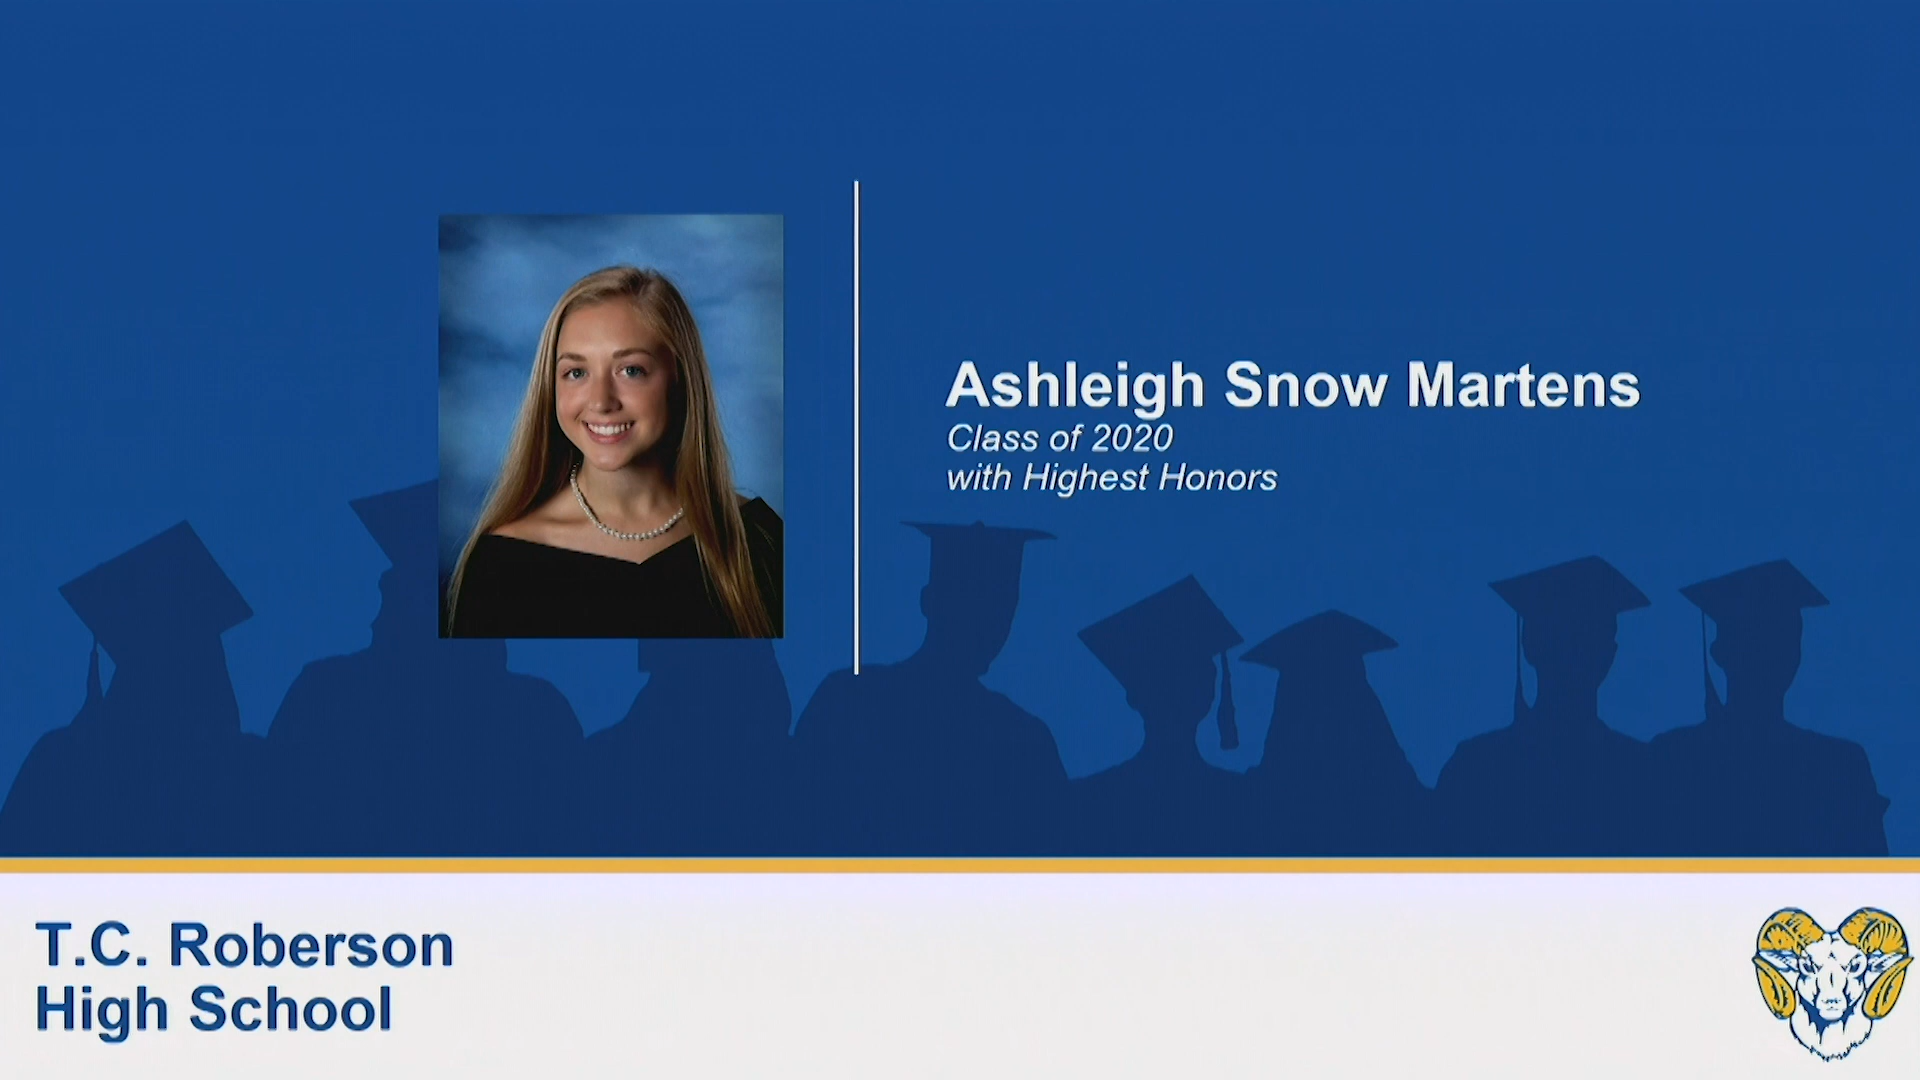 Ashleigh Snow Martens
Class of 2020
with Highest Honors
T.C. Roberson
High School